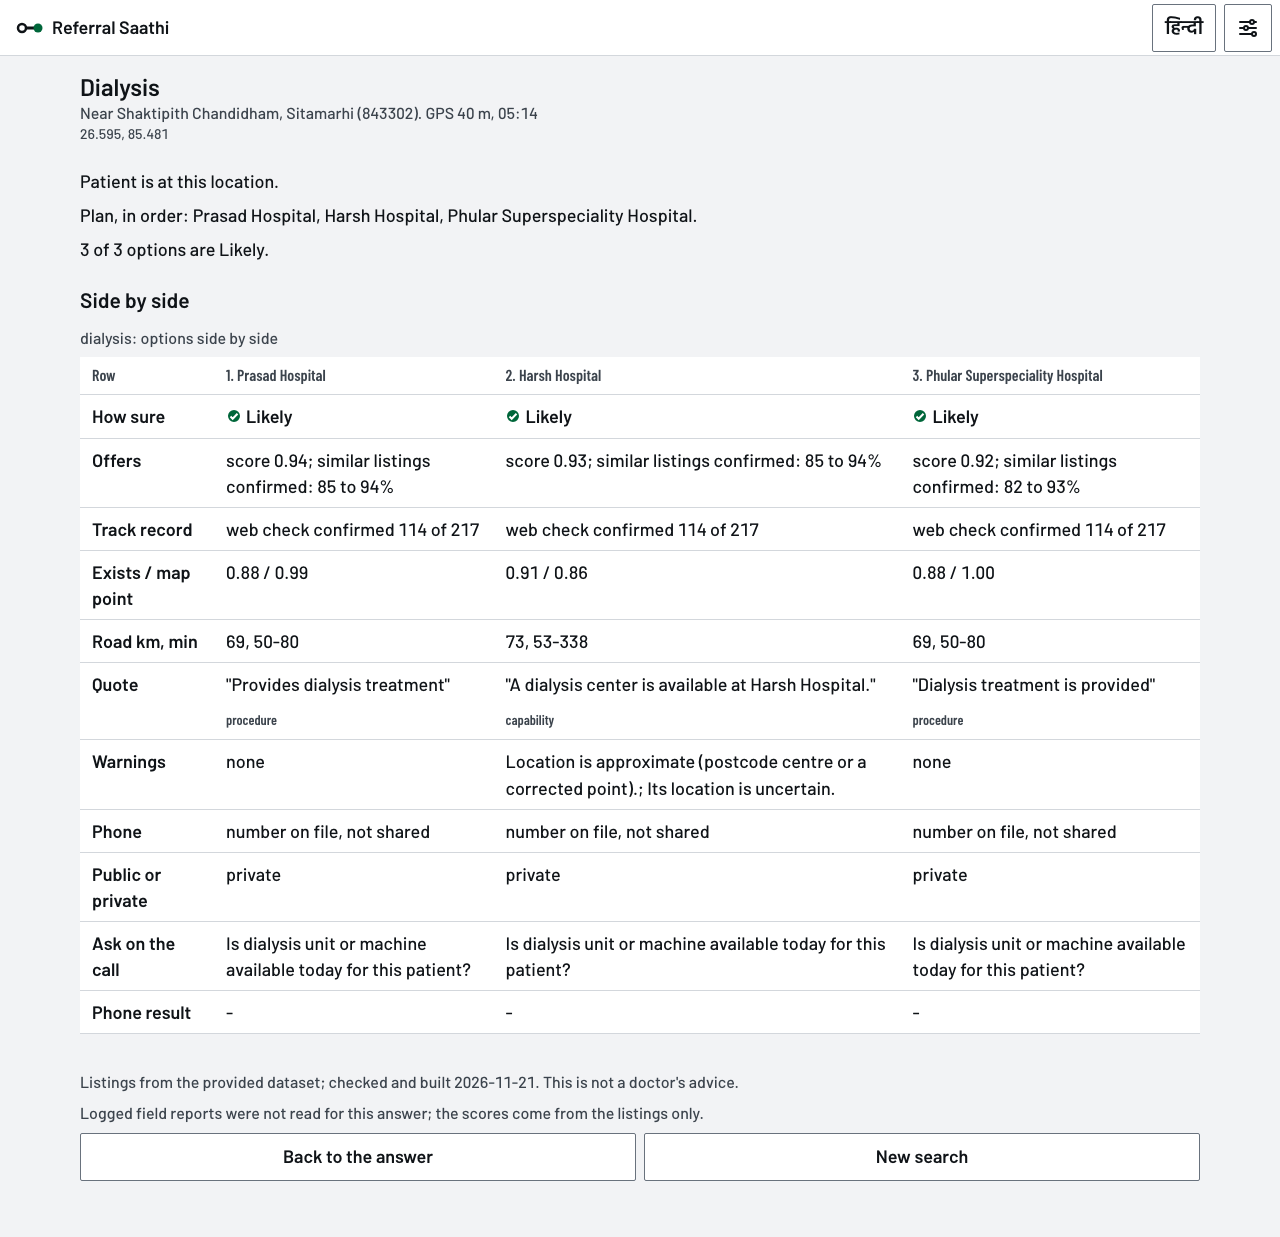 Referral Saathi
हिन्दी
Dialysis
Near Shaktipith Chandidham, Sitamarhi (843302). GPS 40 m, 05:14
26.595, 85.481
Patient is at this location.
Plan, in order: Prasad Hospital, Harsh Hospital, Phular Superspeciality Hospital.
3 of 3 options are Likely.
Side by side
dialysis: options side by side
Row 1. Prasad Hospital 2. Harsh Hospital 3. Phular Superspeciality Hospital
How sure Likely Likely Likely
Offers score 0.94; similar listings score 0.93; similar listings confirmed: 85 to 94% score 0.92; similar listings
confirmed: 85 to 94% confirmed: 82 to 93%
Track record web check confirmed 114 of 217 web check confirmed 114 of 217 web check confirmed 114 of 217
Exists / map 0.88 / 0.99 0.91 / 0.86 0.88 / 1.00
point
Road km, min 69, 50-80 73, 53-338 69, 50-80
Quote "Provides dialysis treatment" "A dialysis center is available at Harsh Hospital." "Dialysis treatment is provided"
procedure capability procedure
Warnings none Location is approximate (postcode centre or a none
corrected point).; Its location is uncertain.
Phone number on file, not shared number on file, not shared number on file, not shared
Public or private private private
private
Ask on the Is dialysis unit or machine Is dialysis unit or machine available today for this Is dialysis unit or machine available
call available today for this patient? patient? today for this patient?
Phone result - - -
Listings from the provided dataset; checked and built 2026-11-21. This is not a doctor's advice.
Logged field reports were not read for this answer; the scores come from the listings only.
Back to the answer New search